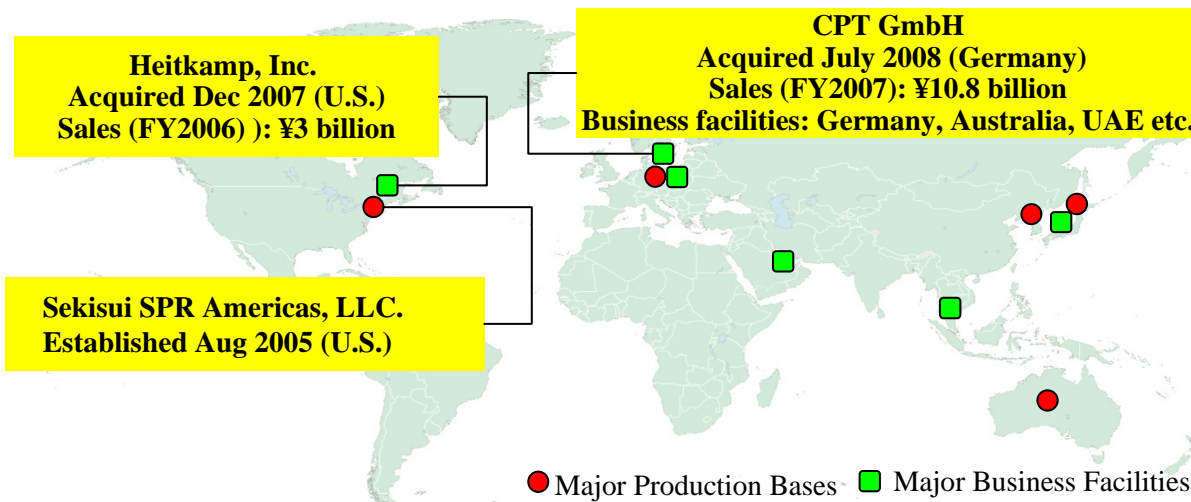 Heitkamp, Inc.
Acquired Dec 2007 (U.S.)
Sales (FY2006) ): ¥3 billion
CPT GmbH
Acquired July 2008 (Germany)
Sales (FY2007): ¥10.8 billion
Business facilities: Germany, Australia, UAE etc.
Sekisui SPR Americas, LLC.
Established Aug 2005 (U.S.)
Major Production Bases
Major Business Facilities